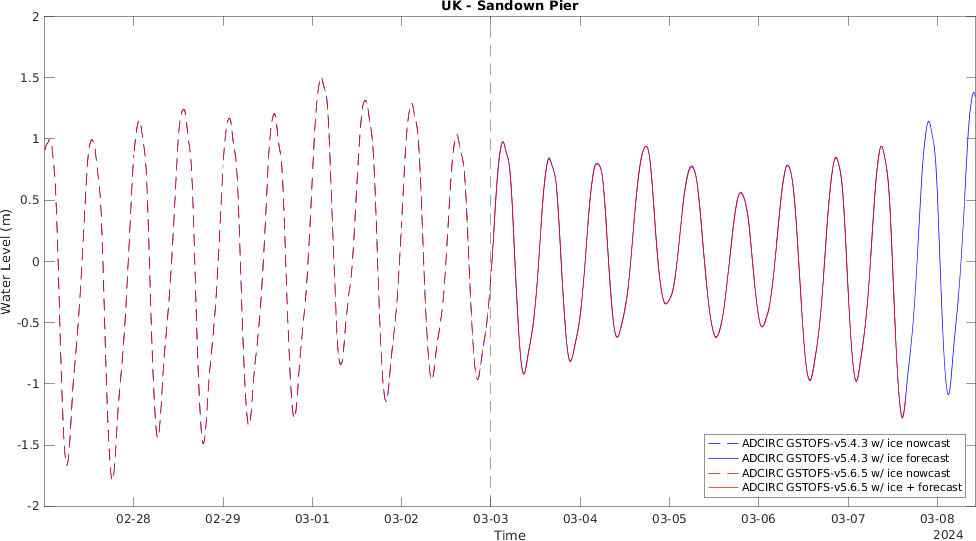 UK - Sandown Pier
2
1.5
1
0.5
0
-0.5
-1
-1.5
-2
Water Level (m)
02-28
02-29
03-01
03-02
03-03
03-04
03-05
03-06
03-07
03-08
Time
2024
ADCIRC GSTOFS-v5.4.3 w/ ice nowcast
ADCIRC GSTOFS-v5.4.3 w/ ice forecast
ADCIRC GSTOFS-v5.6.5 w/ ice nowcast
ADCIRC GSTOFS-v5.6.5 w/ ice + forecast